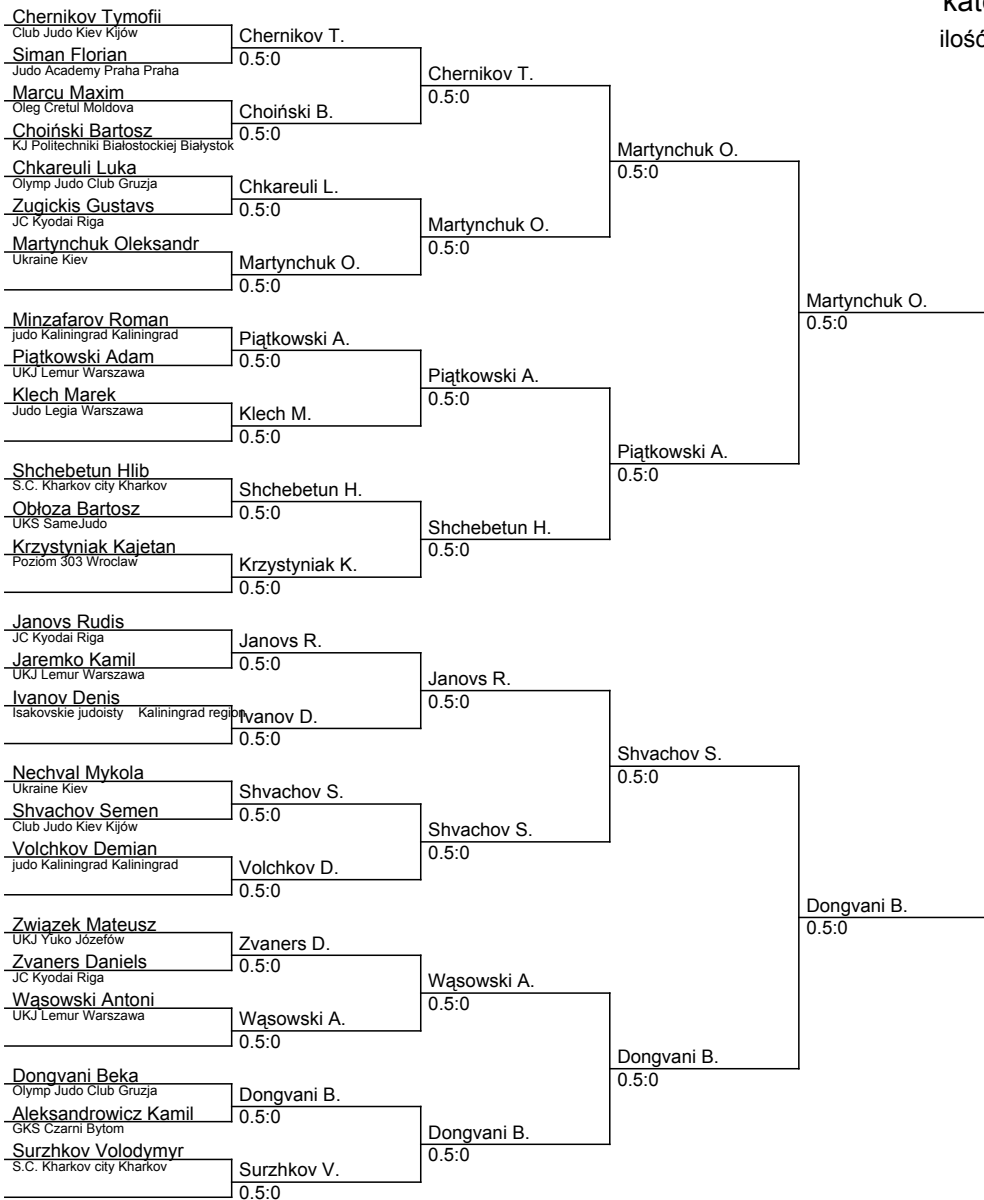 Chernikov Tymofii
Club Judo Kiev Kijów
Siman Florian
Judo Academy Praha Praha
Marcu Maxim
Oleg Cretul Moldova
Choiński Bartosz
KJ Politechniki Białostockiej Białystok
Chkareuli Luka
Olymp Judo Club Gruzja
Zugickis Gustavs
JC Kyodai Riga
Martynchuk Oleksandr
Ukraine Kiev
Minzafarov Roman
judo Kaliningrad Kaliningrad
Piątkowski Adam
UKJ Lemur Warszawa
Klech Marek
Judo Legia Warszawa
Shchebetun Hlib
S.C. Kharkov city Kharkov
Obłoza Bartosz
UKS SameJudo
Krzystyniak Kajetan
Poziom 303 Wroclaw
Janovs Rudis
JC Kyodai Riga
Jaremko Kamil
UKJ Lemur Warszawa
Ivanov Denis
Isakovskie judoisty Kaliningrad region
Nechval Mykola
Ukraine Kiev
Shvachov Semen
Club Judo Kiev Kijów
Volchkov Demian
judo Kaliningrad Kaliningrad
Związek Mateusz
UKJ Yuko Józefów
Zvaners Daniels
JC Kyodai Riga
Wąsowski Antoni
UKJ Lemur Warszawa
Dongvani Beka
Olymp Judo Club Gruzja
Aleksandrowicz Kamil
GKS Czarni Bytom
Surzhkov Volodymyr
S.C. Kharkov city Kharkov
Chernikov T.
0.5:0
Choiński B.
0.5:0
Chkareuli L.
0.5:0
Martynchuk O.
0.5:0
Piątkowski A.
0.5:0
Klech M.
0.5:0
Shchebetun H.
0.5:0
Krzystyniak K.
0.5:0
Janovs R.
0.5:0
Ivanov D.
0.5:0
Shvachov S.
0.5:0
Volchkov D.
0.5:0
Zvaners D.
0.5:0
Wąsowski A.
0.5:0
Dongvani B.
0.5:0
Surzhkov V.
0.5:0
Chernikov T.
0.5:0
Martynchuk O.
0.5:0
Piątkowski A.
0.5:0
Shchebetun H.
0.5:0
Janovs R.
0.5:0
Shvachov S.
0.5:0
Wąsowski A.
0.5:0
Dongvani B.
0.5:0
Martynchuk O.
0.5:0
Piątkowski A.
0.5:0
Shvachov S.
0.5:0
Dongvani B.
0.5:0
Martynchuk O.
0.5:0
Dongvani B.
0.5:0